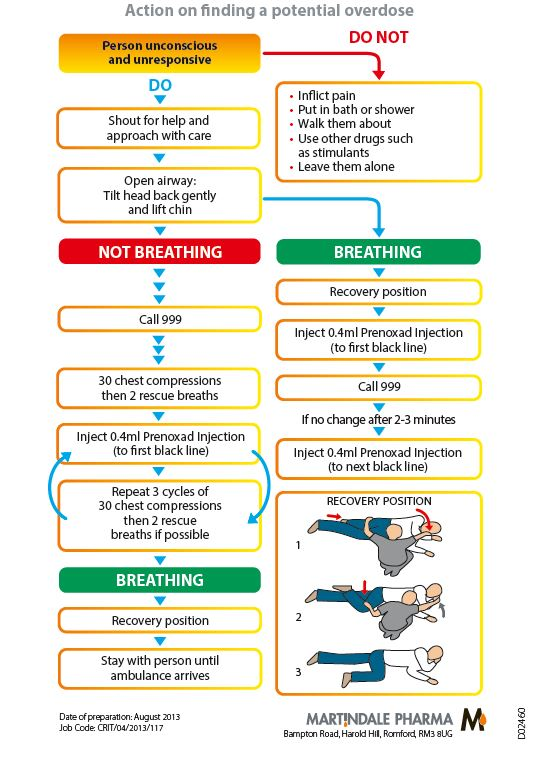 Action on finding a potential overdose
Person unconscious
and unresponsive
DO NOT
DO
• Inflict pain
• Put in bath or shower
• Walk them about
• Use other drugs such
as stimulants
• Leave them alone
Shout for help and
approach with care
Open airway:
Tilt head back gently
and lift chin
NOT BREATHING
Call 999
30 chest compressions
then 2 rescue breaths
Inject 0.4ml Prenoxad Injection
(to first black line)
Repeat 3 cycles of
30 chest compressions
then 2 rescue
breaths if possible
BREATHING
Recovery position
Stay with person until
ambulance arrives
BREATHING
Recovery position
Inject 0.4ml Prenoxad Injection
(to first black line)
Call 999
If no change after 2-3 minutes
Inject 0.4ml Prenoxad Injection
(to next black line)
RECOVERY POSITION
1
2
3
Date of preparation: August 2013
Job Code: CRIT/04/2013/117
MARTINDALE PHARMA
M
Bampton Road, Harold Hill, Romford, RM3 8UG
D02460